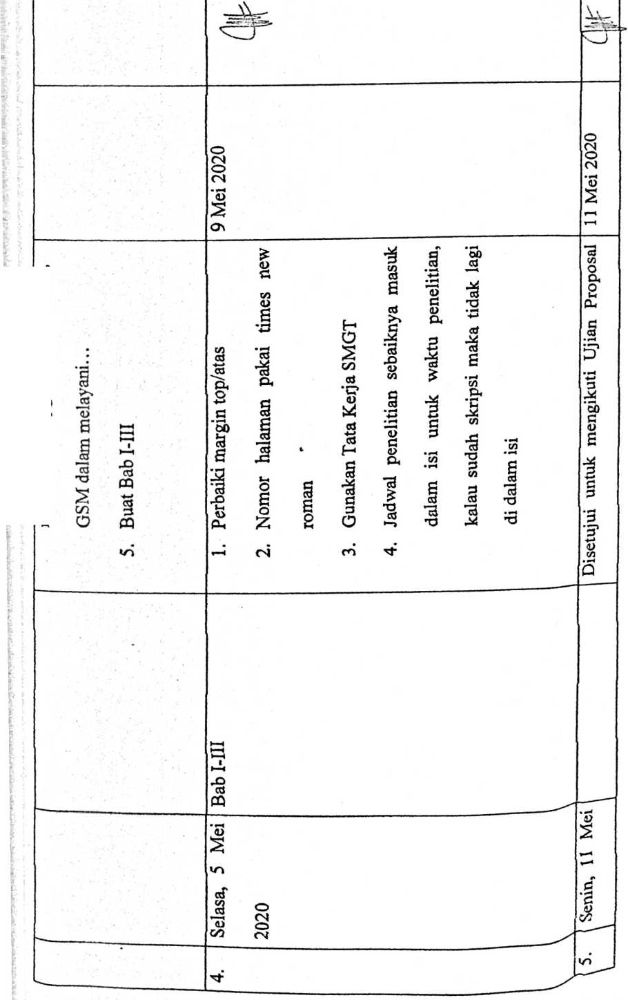 GSM dalam melayani...
5. Buat Bab I-III
4.
Selasa, 5 Mei
2020
Bab I-III
1. Perbaiki margin top/atas
2. Nomor halaman pakai times new
roman
3. Gunakan Tata Kerja SMGT
4. Jadwal penelitian sebaiknya masuk
dalam isi untuk waktu penelitian,
kalau sudah skripsi maka tidak lagi
di dalam isi
9 Mei 2020
5.
Senin, 11 Mei
Disetujui untuk mengikuti Ujian Proposal
11 Mei 2020